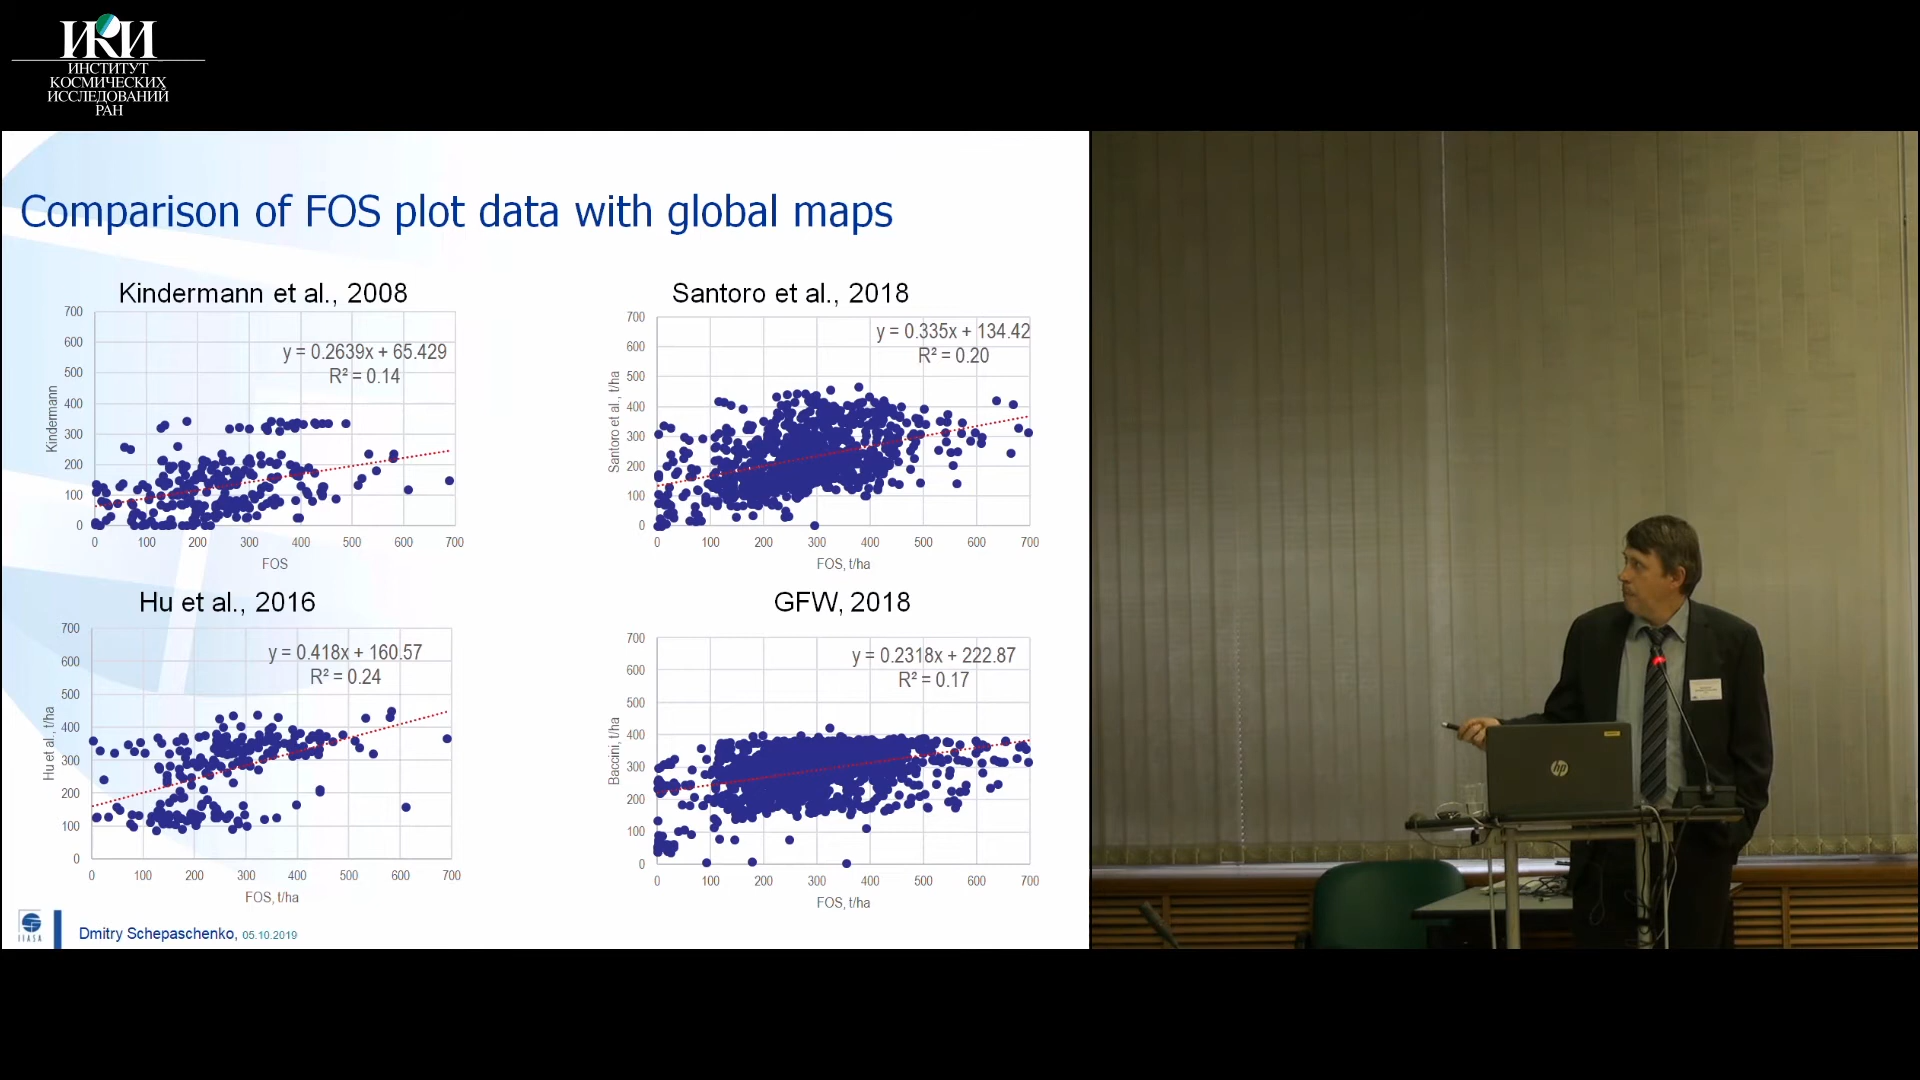 ИКИ
ИНСТИТУТ
КОСМИЧЕСКИХ
ИССЛЕДОВАНИЙ
РАН
Comparison of FOS plot data with global maps
Kindermann et al., 2008
y = 0.2639x + 65.429
R² = 0.14
Kindermann
700
600
500
400
300
200
100
0
0 100 200 300 400 500 600 700
FOS
Santoro et al., 2018
y = 0.335x + 134.42
R² = 0.20
Santoro et al., t/ha
700
600
500
400
300
200
100
0
0 100 200 300 400 500 600 700
FOS, t/ha
Hu et al., 2016
y = 0.418x + 160.57
R² = 0.24
Hu et al., t/ha
700
600
500
400
300
200
100
0
0 100 200 300 400 500 600 700
FOS, t/ha
GFW, 2018
y = 0.2318x + 222.87
R² = 0.17
Baccini, t/ha
700
600
500
400
300
200
100
0
0 100 200 300 400 500 600 700
FOS, t/ha
IIASA
Dmitry Schepaschenko, 05.10.2019
hp